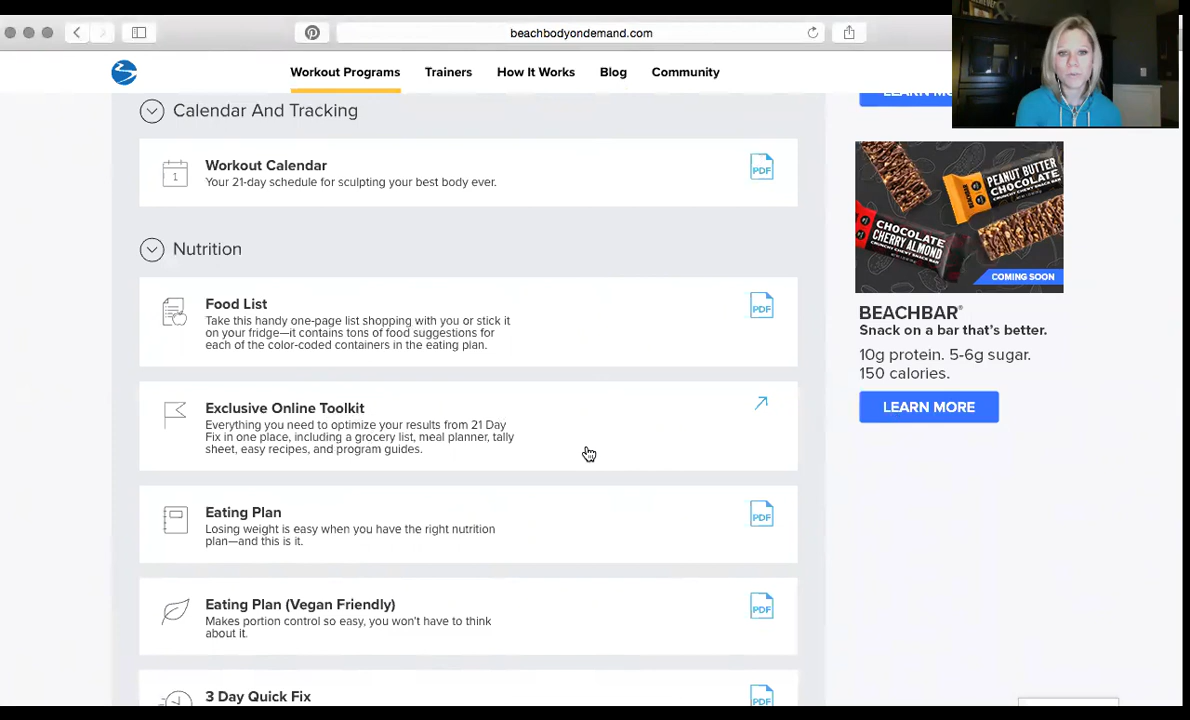 beachbodyondemand.com
Workout Programs
Trainers
How It Works
Blog
Community
Calendar And Tracking
1
Workout Calendar
Your 21-day schedule for sculpting your best body ever.
PDF
Nutrition
Food List
Take this handy one-page list shopping with you or stick it
on your fridge—it contains tons of food suggestions for
each of the color-coded containers in the eating plan.
PDF
Exclusive Online Toolkit
Everything you need to optimize your results from 21 Day
Fix in one place, including a grocery list, meal planner, tally
sheet, easy recipes, and program guides.
Eating Plan
Losing weight is easy when you have the right nutrition
plan—and this is it.
PDF
Eating Plan (Vegan Friendly)
Makes portion control so easy, you won't have to think
about it.
PDF
3 Day Quick Fix
PDF
PEANUT BUTTER
CHOCOLATE
CHOCOLATE
CHERRY ALMOND
COMING SOON
BEACHBAR®
Snack on a bar that's better.
10g protein. 5-6g sugar.
150 calories.
LEARN MORE